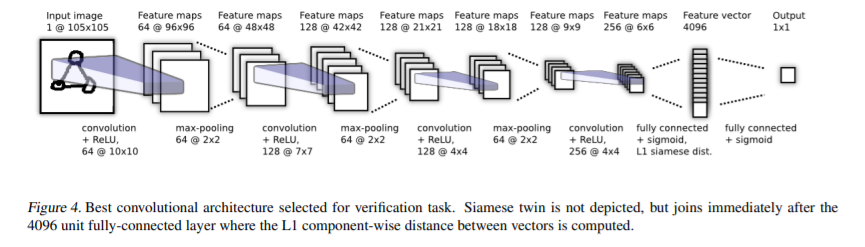 Input image Feature maps Feature maps Feature maps Feature maps Feature maps Feature maps Feature maps Feature vector Output
1 @ 105x105 64 @ 96x96 64 @ 48x48 128 @ 42x42 128 @ 21x21 128 @ 18x18 128 @ 9x9 256 @ 6x6 4096 1x1
convolution max-pooling convolution max-pooling convolution max-pooling convolution fully connected fully connected
+ ReLU, 64 @ 2x2 + ReLU, 64 @ 2x2 + ReLU, 64 @ 2x2 + ReLU, + sigmoid, + sigmoid
64 @ 10x10 128 @ 7x7 128 @ 4x4 256 @ 4x4 L1 siamese dist.
Figure 4. Best convolutional architecture selected for verification task. Siamese twin is not depicted, but joins immediately after the
4096 unit fully-connected layer where the L1 component-wise distance between vectors is computed.